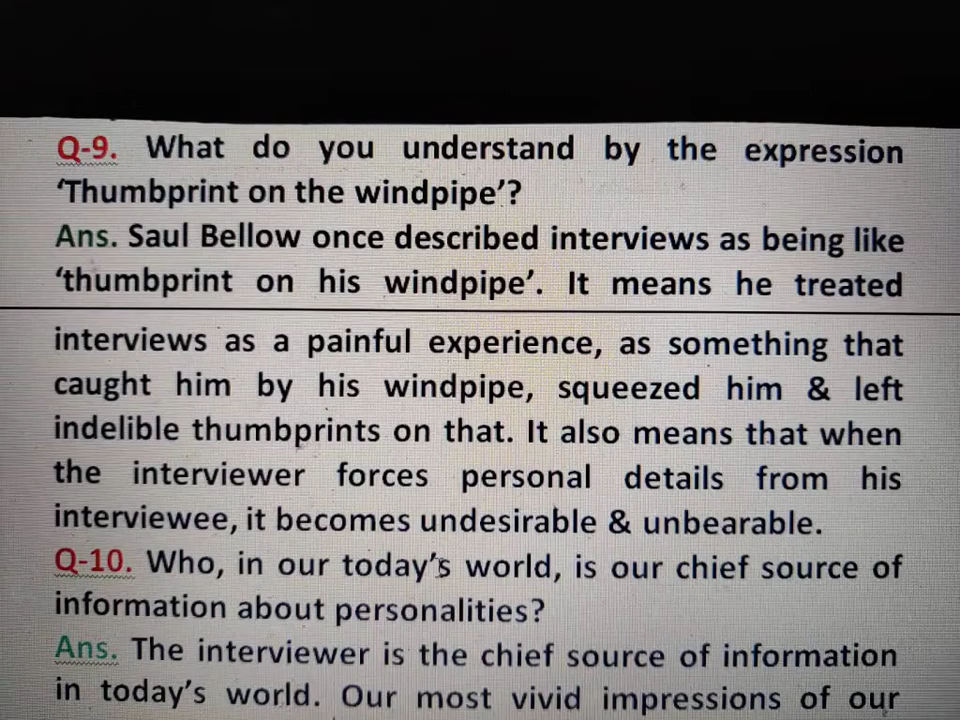 Q-9. What do you understand by the expression
‘Thumbprint on the windpipe’?
Ans. Saul Bellow once described interviews as being like
‘thumbprint on his windpipe’. It means he treated
interviews as a painful experience, as something that
caught him by his windpipe, squeezed him & left
indelible thumbprints on that. It also means that when
the interviewer forces personal details from his
interviewee, it becomes undesirable & unbearable.
Q-10. Who, in our today’s world, is our chief source of
information about personalities?
Ans. The interviewer is the chief source of information
in today’s world. Our most vivid impressions of our